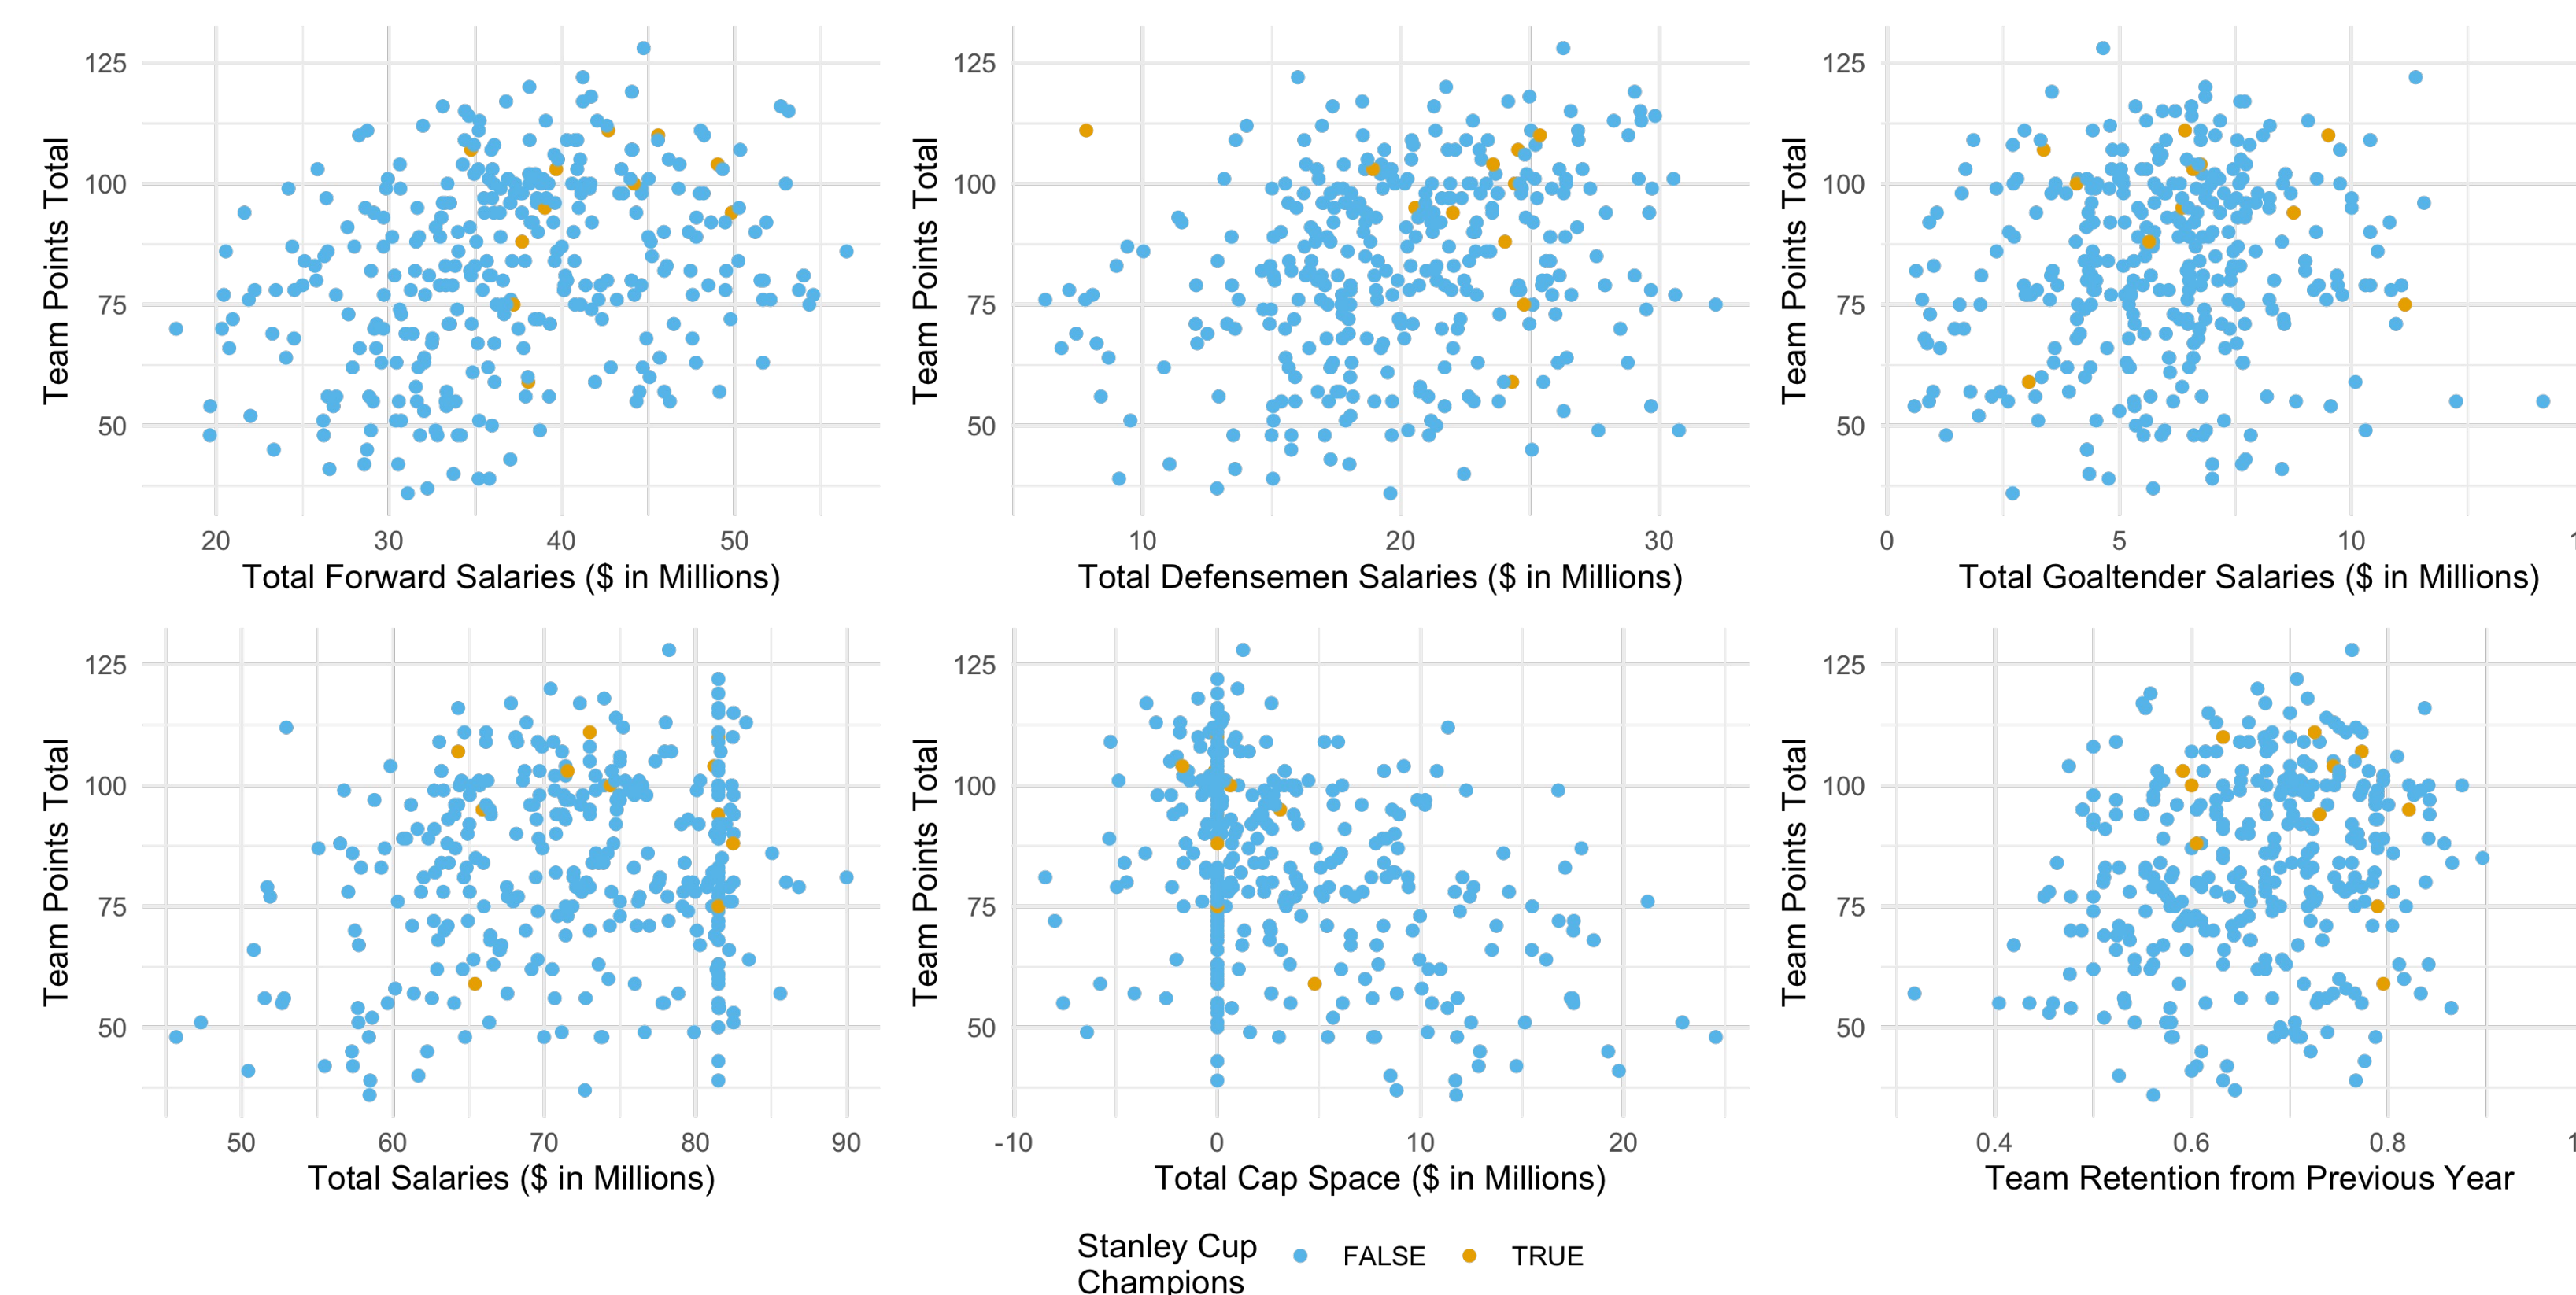 125
100
75
50
Team Points Total
20 30 40 50
Total Forward Salaries ($ in Millions)
125
100
75
50
Team Points Total
10 20 30
Total Defensemen Salaries ($ in Millions)
125
100
75
50
Team Points Total
0 5 10
Total Goaltender Salaries ($ in Millions)
125
100
75
50
Team Points Total
50 60 70 80 90
Total Salaries ($ in Millions)
125
100
75
50
Team Points Total
-10 0 10 20
Total Cap Space ($ in Millions)
125
100
75
50
Team Points Total
0.4 0.6 0.8
Team Retention from Previous Year
Stanley Cup
Champions
FALSE TRUE